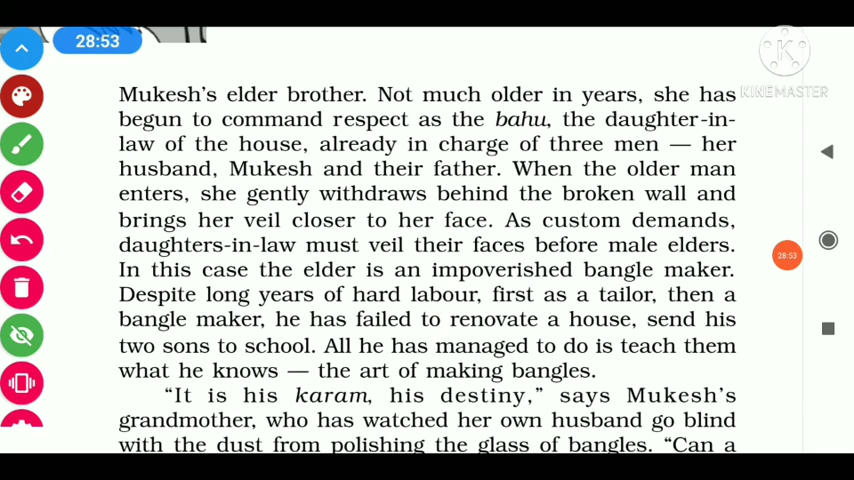 28:53
KINEMASTER
Mukesh's elder brother. Not much older in years, she has
begun to command respect as the bahu, the daughter-in-
law of the house, already in charge of three men — her
husband, Mukesh and their father. When the older man
enters, she gently withdraws behind the broken wall and
brings her veil closer to her face. As custom demands,
daughters-in-law must veil their faces before male elders.
In this case the elder is an impoverished bangle maker.
28:53
Despite long years of hard labour, first as a tailor, then a
bangle maker, he has failed to renovate a house, send his
two sons to school. All he has managed to do is teach them
what he knows — the art of making bangles.
"It is his karam, his destiny," says Mukesh's
grandmother, who has watched her own husband go blind
with the dust from polishing the glass of bangles. "Can a